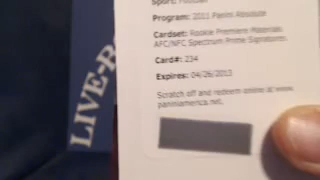 Sport: Football
Program: 2011 Panini Absolute
Cardset: Rookie Premiere Materials
AFC/NFC Spectrum Prime Signatures
Card#: 234
Expires: 04/26/2013
Scratch off and redeem online at www.
paniniamerica.net.
LIVE-R